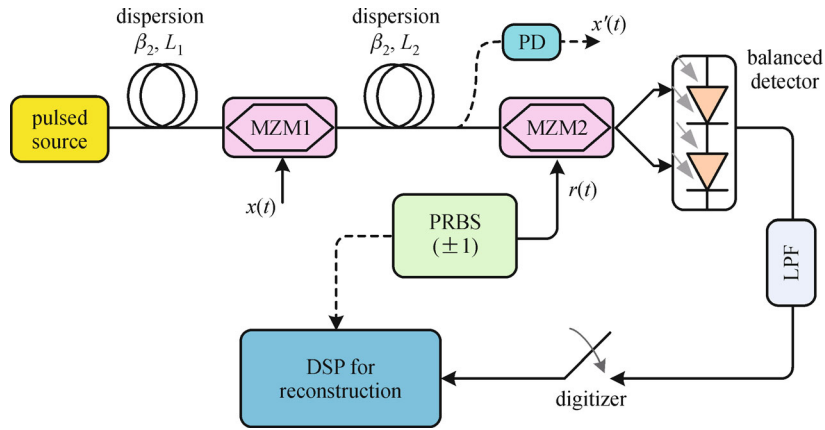 dispersion
β₂, L₁
dispersion
β₂, L₂
PD
x′(t)
balanced
detector
pulsed
source
MZM1
MZM2
x(t)
r(t)
PRBS
(±1)
LPF
DSP for
reconstruction
digitizer